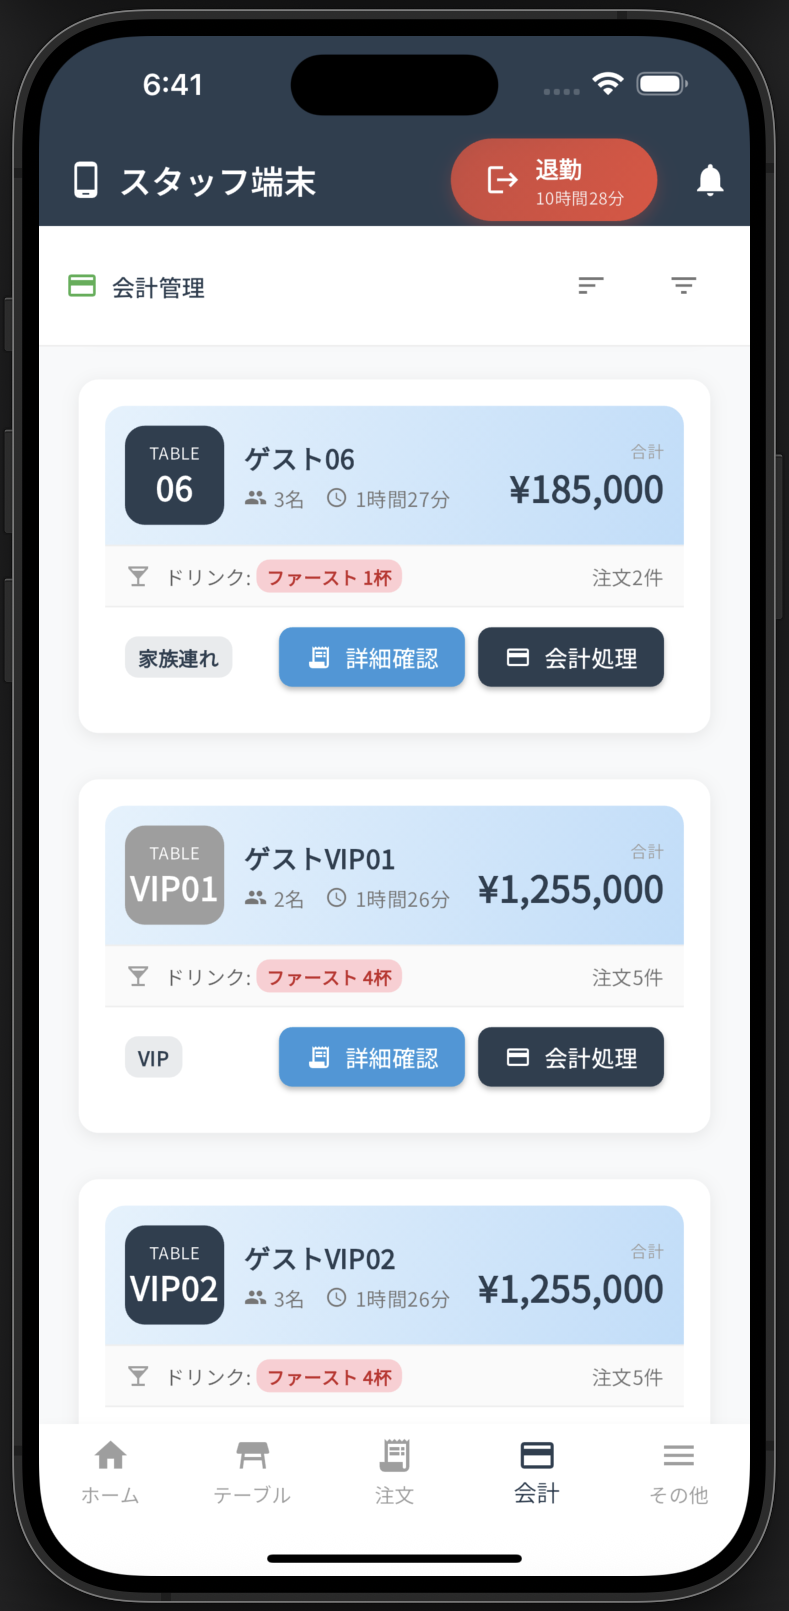 6:41
スタッフ端末
退勤
10時間28分
会計管理
TABLE
06
ゲスト06
3名 1時間27分
合計
¥185,000
ドリンク: ファースト 1杯 注文2件
家族連れ 詳細確認 会計処理
TABLE
VIP01
ゲストVIP01
2名 1時間26分
合計
¥1,255,000
ドリンク: ファースト 4杯 注文5件
VIP 詳細確認 会計処理
TABLE
VIP02
ゲストVIP02
3名 1時間26分
合計
¥1,255,000
ドリンク: ファースト 4杯 注文5件
ホーム テーブル 注文 会計 その他